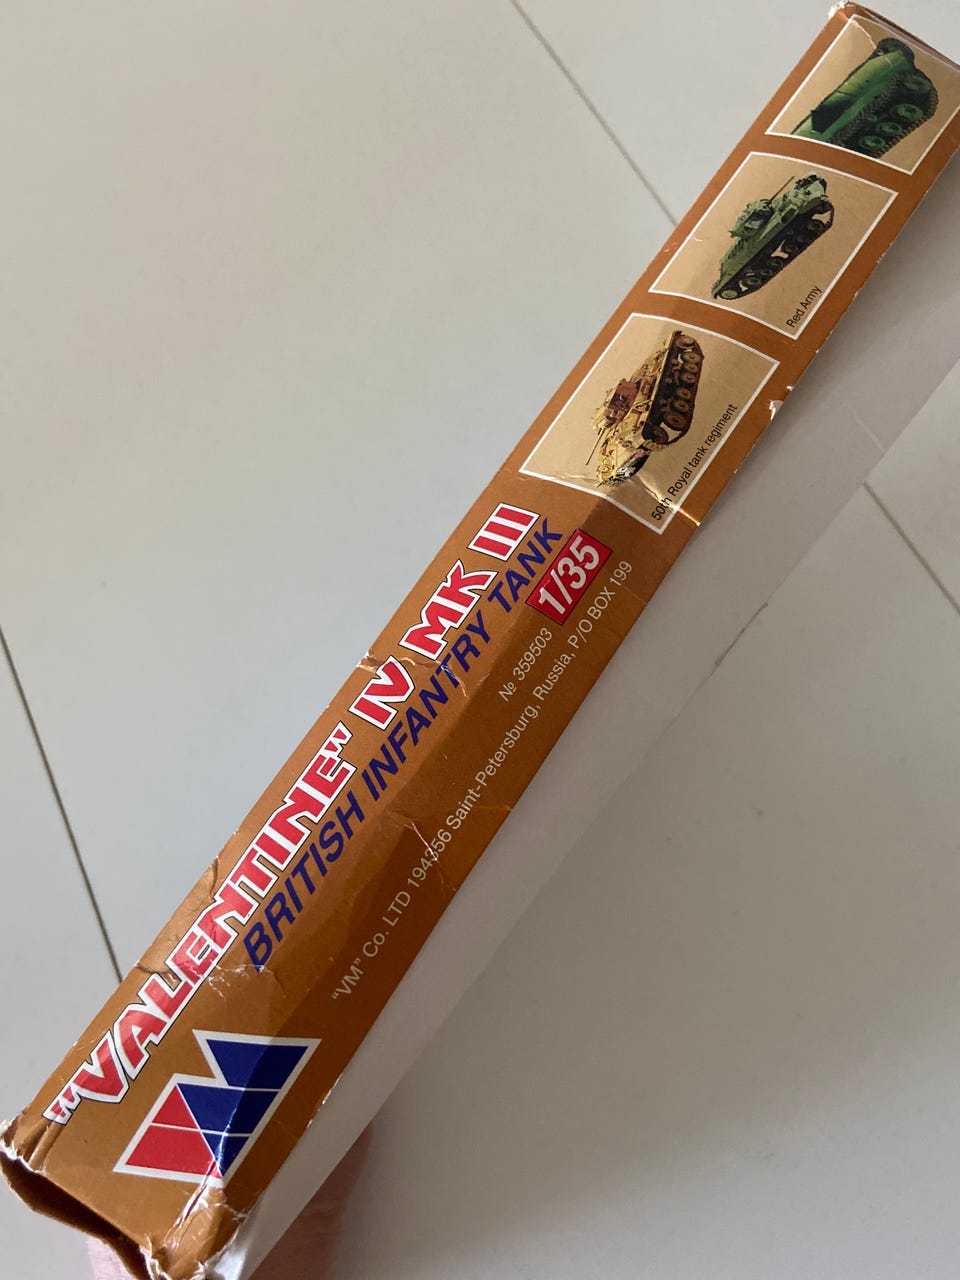 "VALENTINE" IV MK III
BRITISH INFANTRY TANK
1/35
№ 359503
"VM" Co. LTD 194356 Saint-Petersburg, Russia, P/O BOX 199
50th Royal tank regiment
Red Army